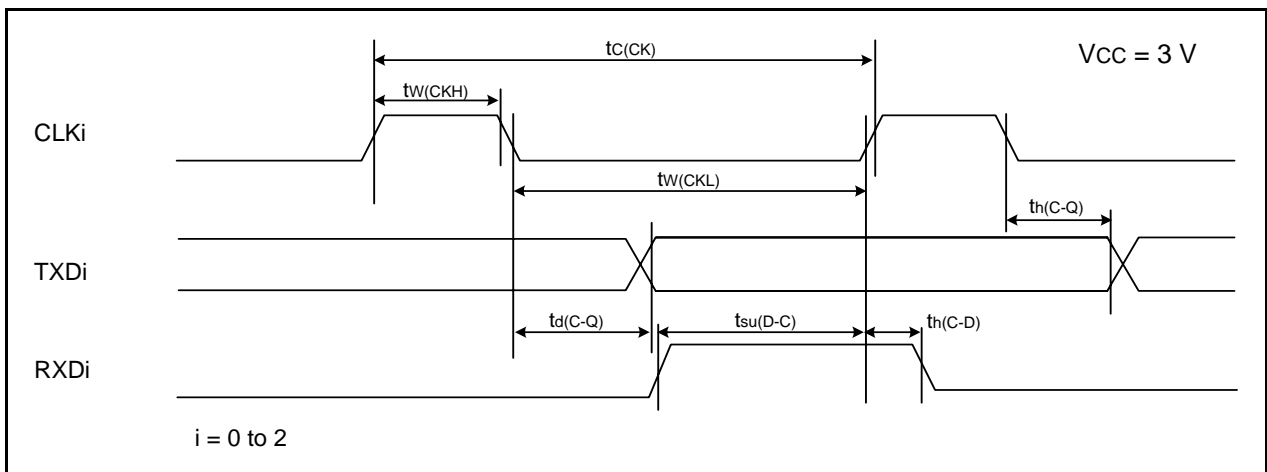 tC(CK)
VCC = 3 V
tW(CKH)
CLKi
tW(CKL)
th(C-Q)
TXDi
td(C-Q)
tsu(D-C)
th(C-D)
RXDi
i = 0 to 2